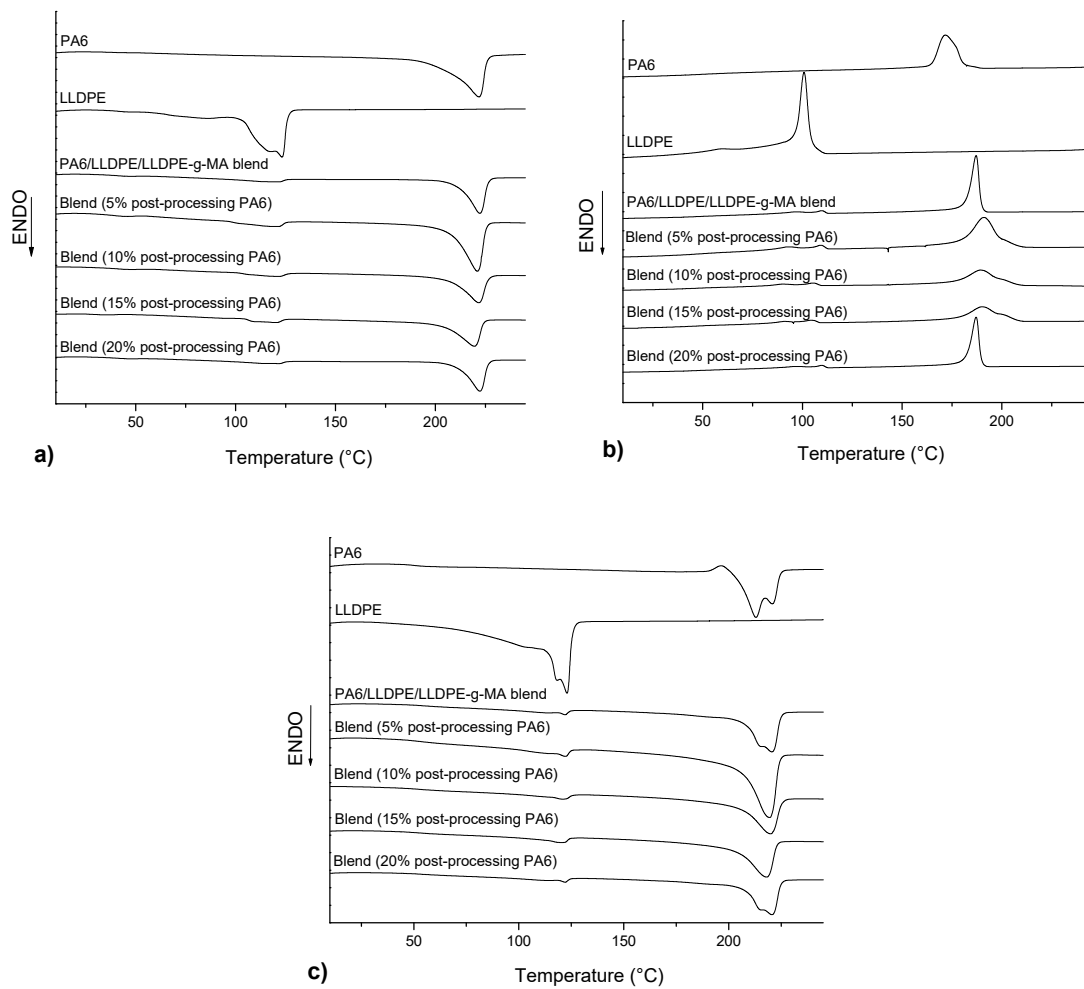 PA6
LLDPE
PA6/LLDPE/LLDPE-g-MA blend
Blend (5% post-processing PA6)
Blend (10% post-processing PA6)
Blend (15% post-processing PA6)
Blend (20% post-processing PA6)
ENDO
50 100 150 200
a)
Temperature (°C)
PA6
LLDPE
PA6/LLDPE/LLDPE-g-MA blend
Blend (5% post-processing PA6)
Blend (10% post-processing PA6)
Blend (15% post-processing PA6)
Blend (20% post-processing PA6)
ENDO
50 100 150 200
b)
Temperature (°C)
PA6
LLDPE
PA6/LLDPE/LLDPE-g-MA blend
Blend (5% post-processing PA6)
Blend (10% post-processing PA6)
Blend (15% post-processing PA6)
Blend (20% post-processing PA6)
ENDO
50 100 150 200
c)
Temperature (°C)